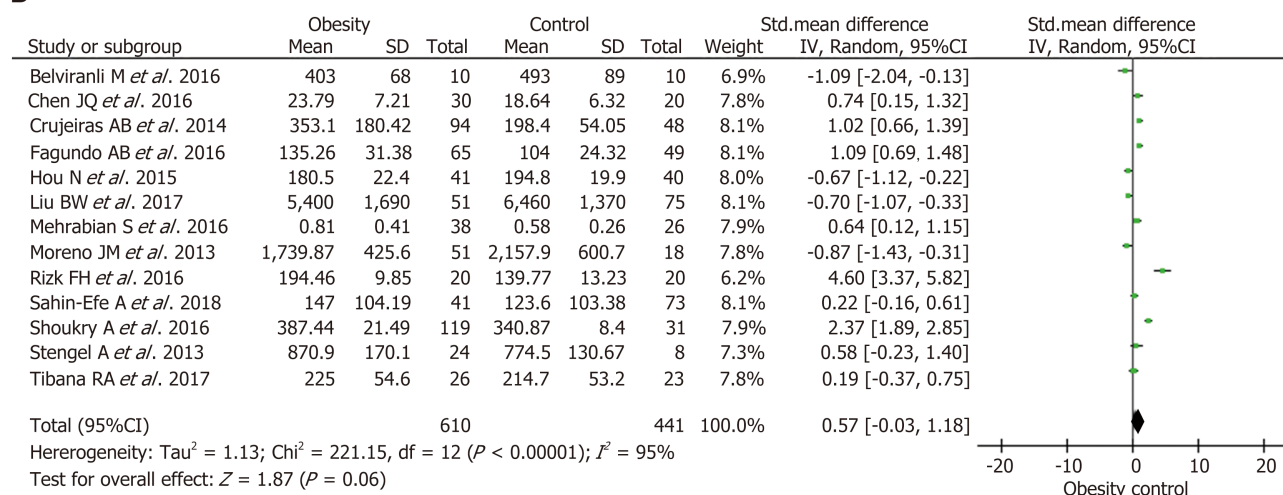 Obesity Control Std.mean difference Std.mean difference
Study or subgroup Mean SD Total Mean SD Total Weight IV, Random, 95%CI IV, Random, 95%CI
Belviranli M et al. 2016 403 68 10 493 89 10 6.9% -1.09 [-2.04, -0.13]
Chen JQ et al. 2016 23.79 7.21 30 18.64 6.32 20 7.8% 0.74 [0.15, 1.32]
Crujeiras AB et al. 2014 353.1 180.42 94 198.4 54.05 48 8.1% 1.02 [0.66, 1.39]
Fagundo AB et al. 2016 135.26 31.38 65 104 24.32 49 8.1% 1.09 [0.69, 1.48]
Hou N et al. 2015 180.5 22.4 41 194.8 19.9 40 8.0% -0.67 [-1.12, -0.22]
Liu BW et al. 2017 5,400 1,690 51 6,460 1,370 75 8.1% -0.70 [-1.07, -0.33]
Mehrabian S et al. 2016 0.81 0.41 38 0.58 0.26 26 7.9% 0.64 [0.12, 1.15]
Moreno JM et al. 2013 1,739.87 425.6 51 2,157.9 600.7 18 7.8% -0.87 [-1.43, -0.31]
Rizk FH et al. 2016 194.46 9.85 20 139.77 13.23 20 6.2% 4.60 [3.37, 5.82]
Sahin-Efe A et al. 2018 147 104.19 41 123.6 103.38 73 8.1% 0.22 [-0.16, 0.61]
Shoukry A et al. 2016 387.44 21.49 119 340.87 8.4 31 7.9% 2.37 [1.89, 2.85]
Stengel A et al. 2013 870.9 170.1 24 774.5 130.67 8 7.3% 0.58 [-0.23, 1.40]
Tibana RA et al. 2017 225 54.6 26 214.7 53.2 23 7.8% 0.19 [-0.37, 0.75]
Total (95%CI) 610 441 100.0% 0.57 [-0.03, 1.18]
Hererogeneity: Tau² = 1.13; Chi² = 221.15, df = 12 (P < 0.00001); I² = 95%
Test for overall effect: Z = 1.87 (P = 0.06)
-20 -10 0 10 20
Obesity control